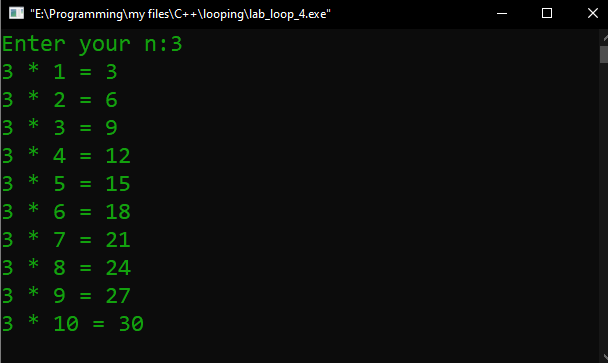 "E:\Programming\my files\C++\looping\lab_loop_4.exe"
Enter your n:3
3 * 1 = 3
3 * 2 = 6
3 * 3 = 9
3 * 4 = 12
3 * 5 = 15
3 * 6 = 18
3 * 7 = 21
3 * 8 = 24
3 * 9 = 27
3 * 10 = 30